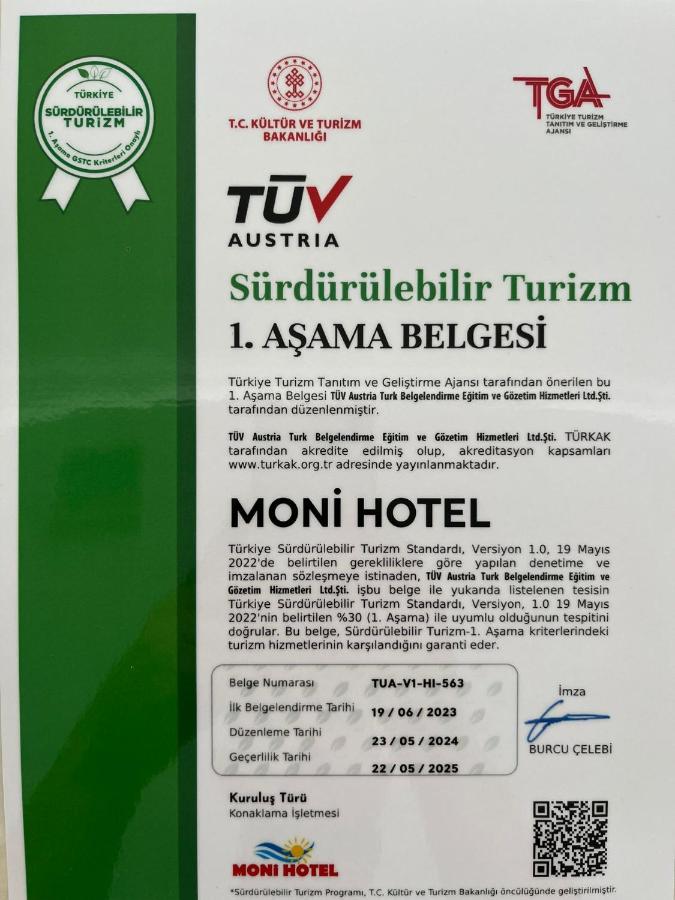 TÜRKİYE
SÜRDÜRÜLEBİLİR
TURİZM
1. Aşama GSTC Kriterleri Onaylı
T.C. KÜLTÜR VE TURİZM
BAKANLIĞI
TGA
TÜRKİYE TURİZM
TANITIM VE GELİŞTİRME
AJANSI
TÜV
AUSTRIA
Sürdürülebilir Turizm
1. AŞAMA BELGESİ
Türkiye Turizm Tanıtım ve Geliştirme Ajansı tarafından önerilen bu
1. Aşama Belgesi TÜV Austria Turk Belgelendirme Eğitim ve Gözetim Hizmetleri Ltd.Şti.
tarafından düzenlenmiştir.
TÜV Austria Turk Belgelendirme Eğitim ve Gözetim Hizmetleri Ltd.Şti. TÜRKAK
tarafından akredite edilmiş olup, akreditasyon kapsamları
www.turkak.org.tr adresinde yayınlanmaktadır.
MONİ HOTEL
Türkiye Sürdürülebilir Turizm Standardı, Versiyon 1.0, 19 Mayıs
2022'de belirtilen gerekliliklere göre yapılan denetime ve
imzalanan sözleşmeye istinaden, TÜV Austria Turk Belgelendirme Eğitim ve
Gözetim Hizmetleri Ltd.Şti. işbu belge ile yukarıda listelenen tesisin
Türkiye Sürdürülebilir Turizm Standardı, Versiyon, 1.0 19 Mayıs
2022'nin belirtilen %30 (1. Aşama) ile uyumlu olduğunun tespitini
doğrular. Bu belge, Sürdürülebilir Turizm-1. Aşama kriterlerindeki
turizm hizmetlerinin karşılandığını garanti eder.
Belge Numarası TUA-V1-HI-563
İlk Belgelendirme Tarihi 19 / 06 / 2023
Düzenleme Tarihi 23 / 05 / 2024
Geçerlilik Tarihi 22 / 05 / 2025
İmza
BURCU ÇELEBİ
Kuruluş Türü
Konaklama İşletmesi
MONİ HOTEL
*Sürdürülebilir Turizm Programı, T.C. Kültür ve Turizm Bakanlığı öncülüğünde geliştirilmiştir.